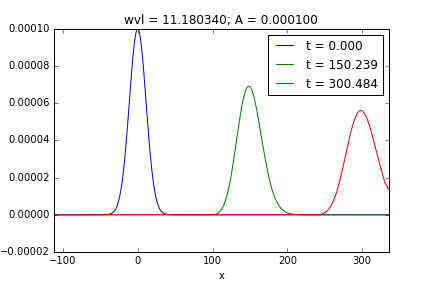 wvl = 11.180340; A = 0.000100
0.00010
0.00008
0.00006
0.00004
0.00002
0.00000
−0.00002
t = 0.000
t = 150.239
t = 300.484
−100
0
100
200
300
x